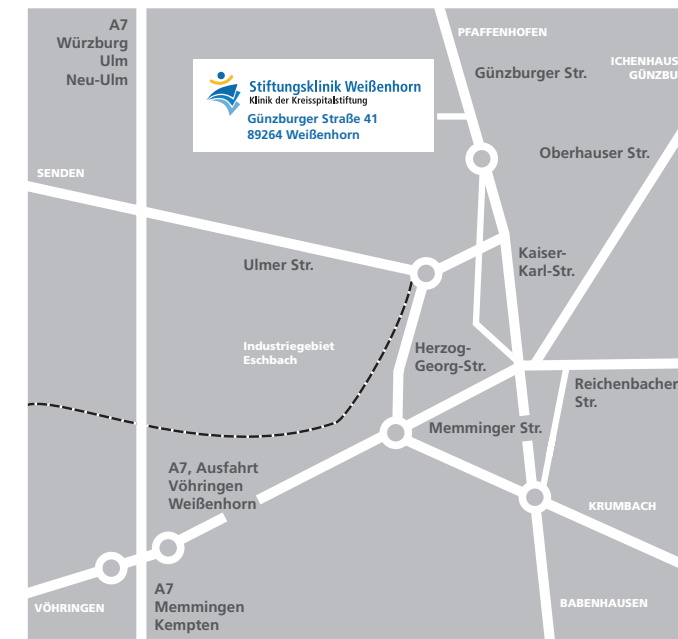 A7
Würzburg
Ulm
Neu-Ulm
PFAFFENHOFEN
Günzburger Str.
ICHENHAUS
GÜNZBU
Stiftungsklinik Weißenhorn
Klinik der Kreisspitalstiftung
Günzburger Straße 41
89264 Weißenhorn
Oberhauser Str.
SENDEN
Ulmer Str.
Kaiser-
Karl-Str.
Industriegebiet
Eschbach
Herzog-
Georg-Str.
Reichenbacher
Str.
Memminger Str.
A7, Ausfahrt
Vöhringen
Weißenhorn
KRUMBACH
A7
Memmingen
Kempten
VÖHRINGEN
BABENHAUSEN